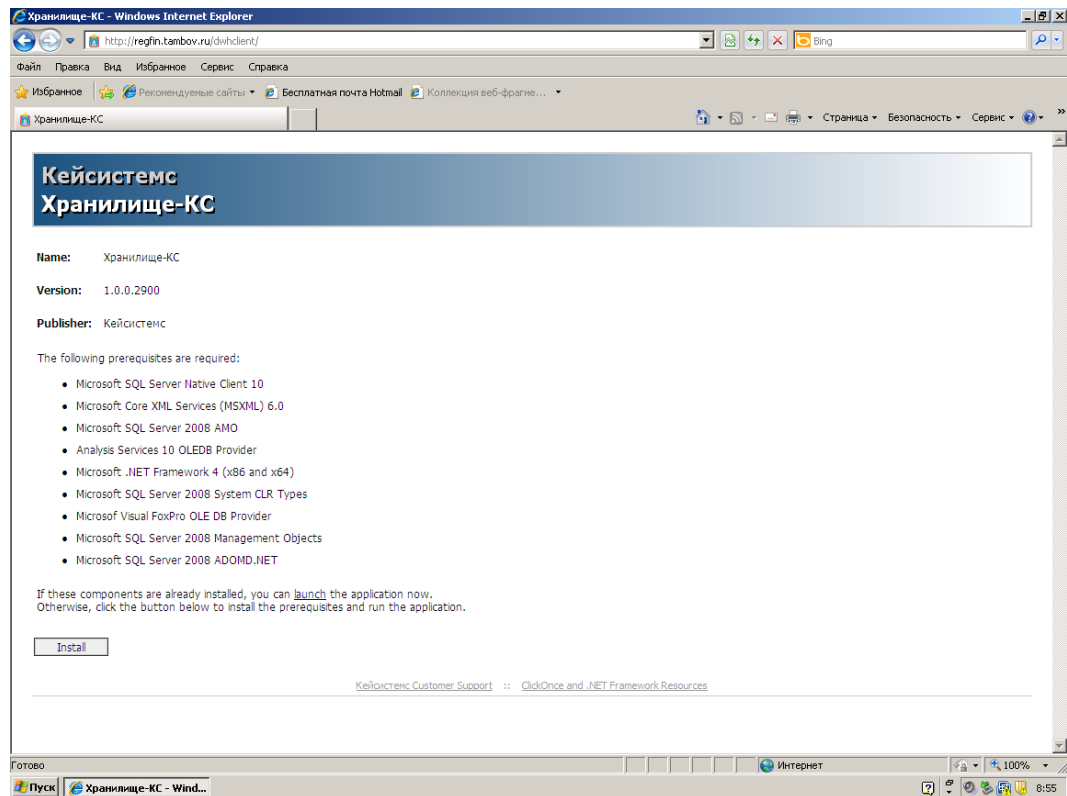 Хранилище-КС - Windows Internet Explorer
http://regfin.tambov.ru/dwhclient/
Bing
Файл Правка Вид Избранное Сервис Справка
Избранное Рекомендуемые сайты Бесплатная почта Hotmail Коллекция веб-фрагме...
Хранилище-КС
Страница Безопасность Сервис
Кейсистемс
Хранилище-КС
Name: Хранилище-КС
Version: 1.0.0.2900
Publisher: Кейсистемс
The following prerequisites are required:
• Microsoft SQL Server Native Client 10
• Microsoft Core XML Services (MSXML) 6.0
• Microsoft SQL Server 2008 AMO
• Analysis Services 10 OLEDB Provider
• Microsoft .NET Framework 4 (x86 and x64)
• Microsoft SQL Server 2008 System CLR Types
• Microsof Visual FoxPro OLE DB Provider
• Microsoft SQL Server 2008 Management Objects
• Microsoft SQL Server 2008 ADOMD.NET
If these components are already installed, you can launch the application now.
Otherwise, click the button below to install the prerequisites and run the application.
Install
Кейсистемс Customer Support :: ClickOnce and .NET Framework Resources
Готово
Интернет
100%
Пуск
Хранилище-КС - Wind...
8:55